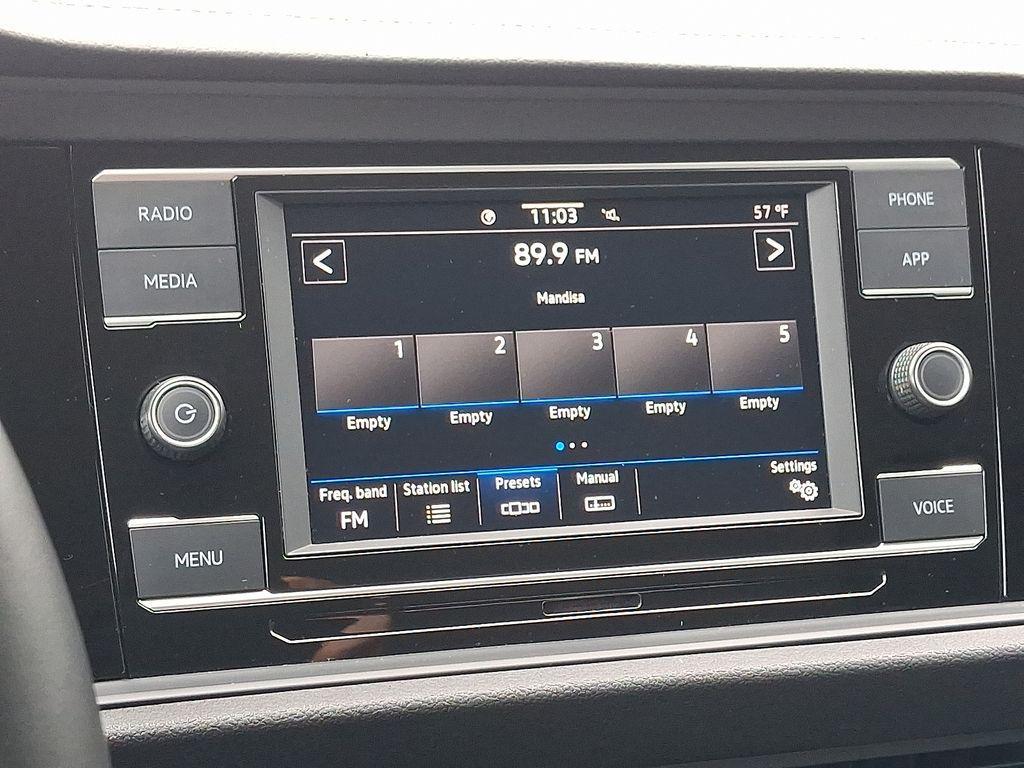 RADIO
MEDIA
MENU
11:03
57 °F
<
89.9 FM
>
Mandisa
1 2 3 4 5
Empty Empty Empty Empty Empty
Freq. band
FM
Station list
Presets
Manual
Settings
PHONE
APP
VOICE